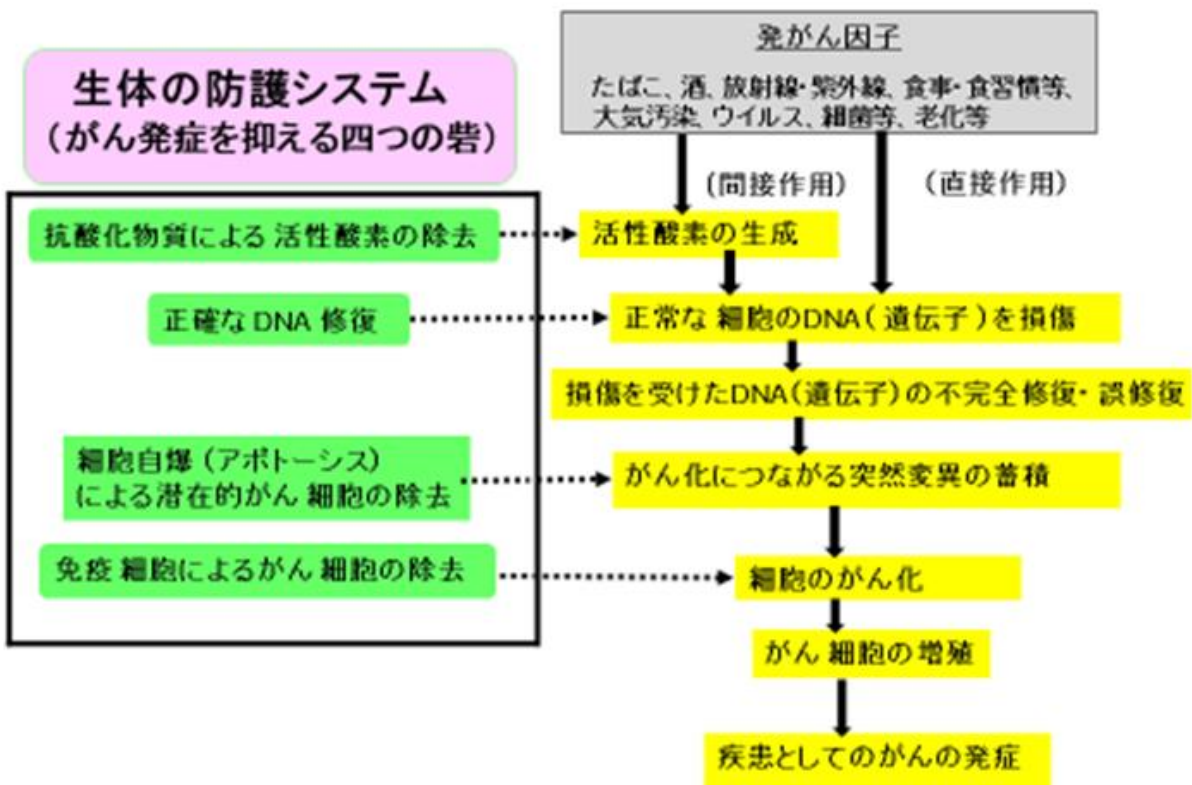 発がん因子
たばこ、酒、放射線・紫外線、食事・食習慣等、
大気汚染、ウイルス、細菌等、老化等
生体の防護システム
(がん発症を抑える四つの砦)
(間接作用)
(直接作用)
抗酸化物質による活性酸素の除去
活性酸素の生成
正確なDNA修復
正常な細胞のDNA(遺伝子)を損傷
損傷を受けたDNA(遺伝子)の不完全修復・誤修復
細胞自爆(アポトーシス)
による潜在的がん細胞の除去
がん化につながる突然変異の蓄積
免疫細胞によるがん細胞の除去
細胞のがん化
がん細胞の増殖
疾患としてのがんの発症